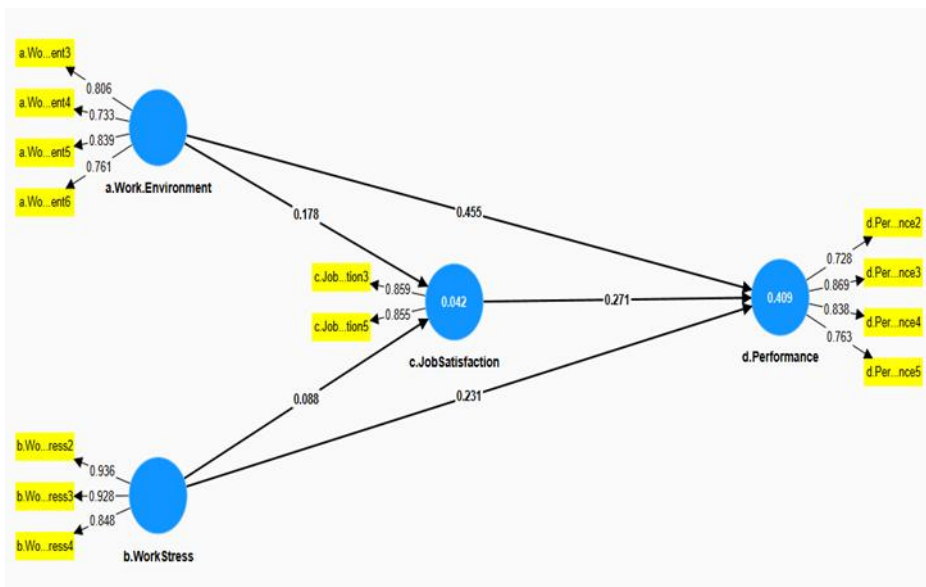 a.Wo...ent3
0.806
a.Wo...ent4
0.733
a.Wo...ent5
0.839
0.761
a.Wo...ent6
a.Work.Environment
0.178
0.455
c.Job...tion3
0.859
c.Job...tion5
0.855
0.042
c.JobSatisfaction
0.271
0.088
0.231
d.Per...nce2
0.728
d.Per...nce3
0.869
0.838
d.Per...nce4
0.763
d.Per...nce5
0.409
d.Performance
b.Wo...ress2
0.936
b.Wo...ress3
0.928
0.848
b.Wo...ress4
b.WorkStress